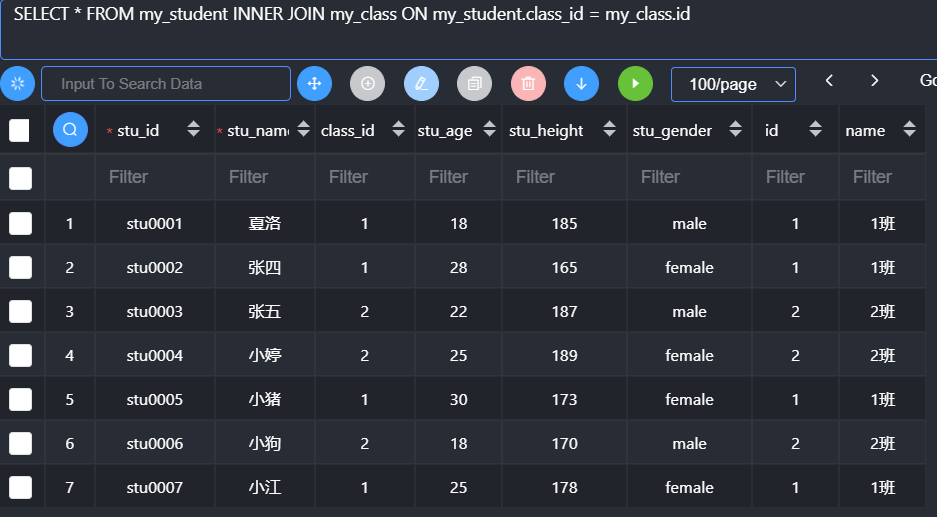 SELECT * FROM my_student INNER JOIN my_class ON my_student.class_id = my_class.id
Input To Search Data 100/page Go
* stu_id * stu_name class_id stu_age stu_height stu_gender id name
Filter Filter Filter Filter Filter Filter Filter Filter
1 stu0001 夏洛 1 18 185 male 1 1班
2 stu0002 张四 1 28 165 female 1 1班
3 stu0003 张五 2 22 187 male 2 2班
4 stu0004 小婷 2 25 189 female 2 2班
5 stu0005 小猪 1 30 173 female 1 1班
6 stu0006 小狗 2 18 170 male 2 2班
7 stu0007 小江 1 25 178 female 1 1班